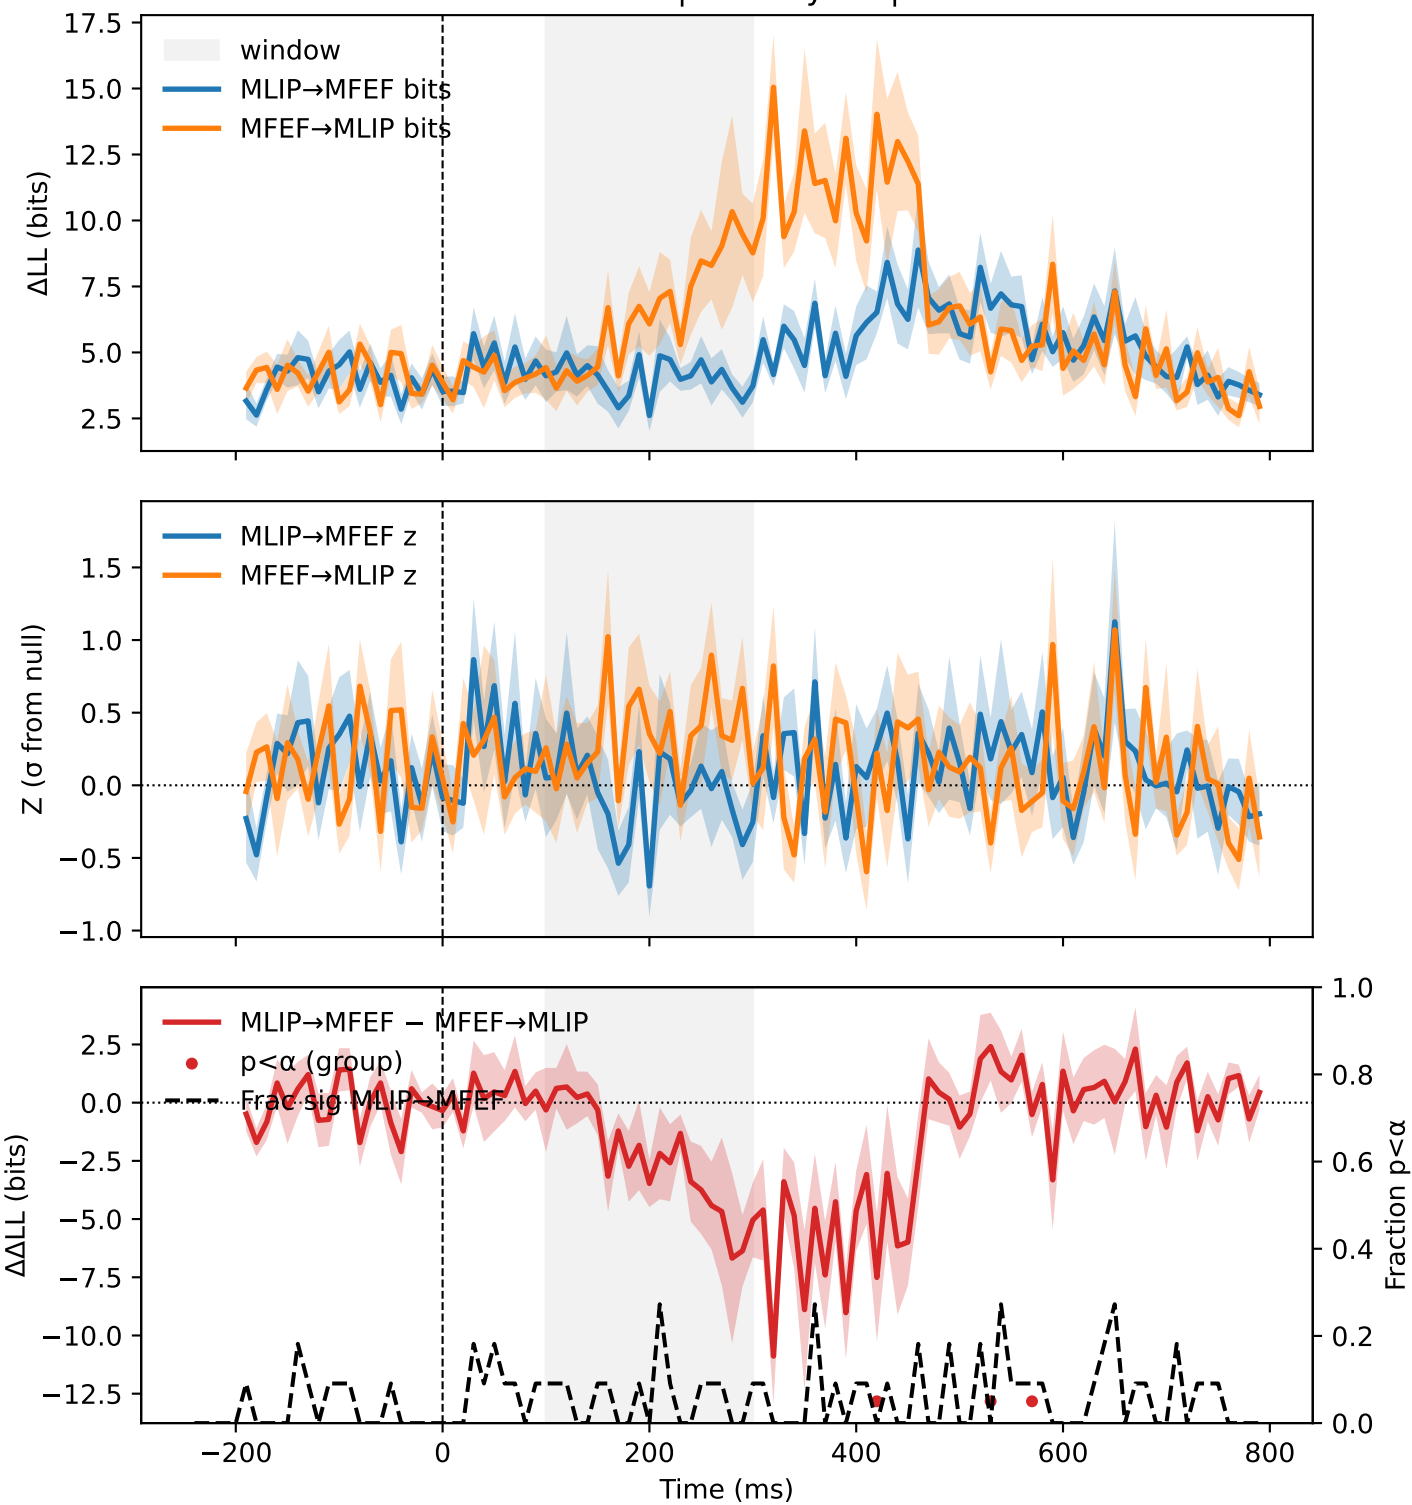 17.5
15.0
12.5
10.0
7.5
5.0
2.5
ΔLL (bits)
window
MLIP→MFEF bits
MFEF→MLIP bits
1.5
1.0
0.5
0.0
−0.5
−1.0
Z (σ from null)
MLIP→MFEF z
MFEF→MLIP z
2.5
0.0
−2.5
−5.0
−7.5
−10.0
−12.5
ΔΔLL (bits)
MLIP→MFEF − MFEF→MLIP
p<α (group)
Frac sig MLIP→MFEF
1.0
0.8
0.6
0.4
0.2
0.0
Fraction p<α
−200
0
200
400
600
800
Time (ms)